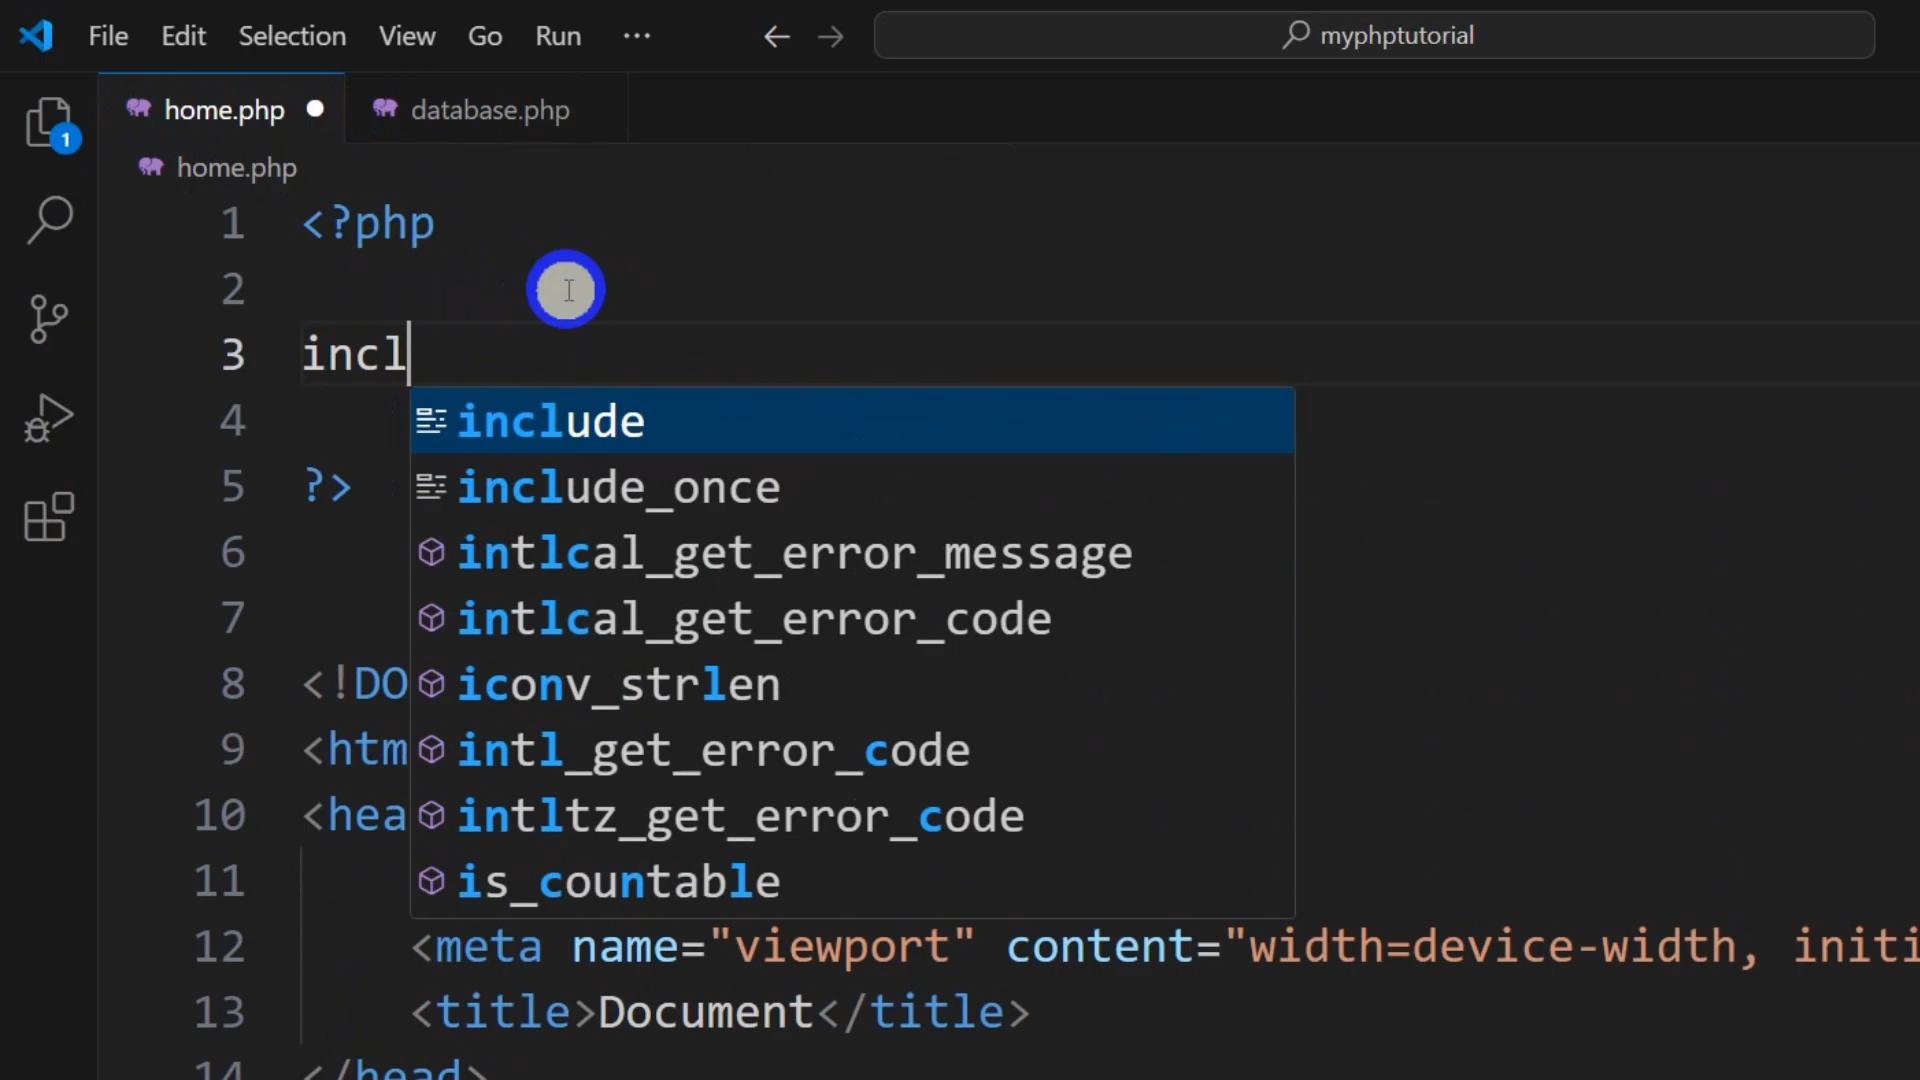 File Edit Selection View Go Run ··· myphptutorial
home.php database.php
1
home.php
1 <?php
2
3 incl
include
4
include_once
5 ?>
intlcal_get_error_message
6
intlcal_get_error_code
7
iconv_strlen
8 <!DO
intl_get_error_code
9 <htm
intltz_get_error_code
10 <hea
is_countable
11
12 <meta name="viewport" content="width=device-width, initi
13 <title>Document</title>
14 </head>